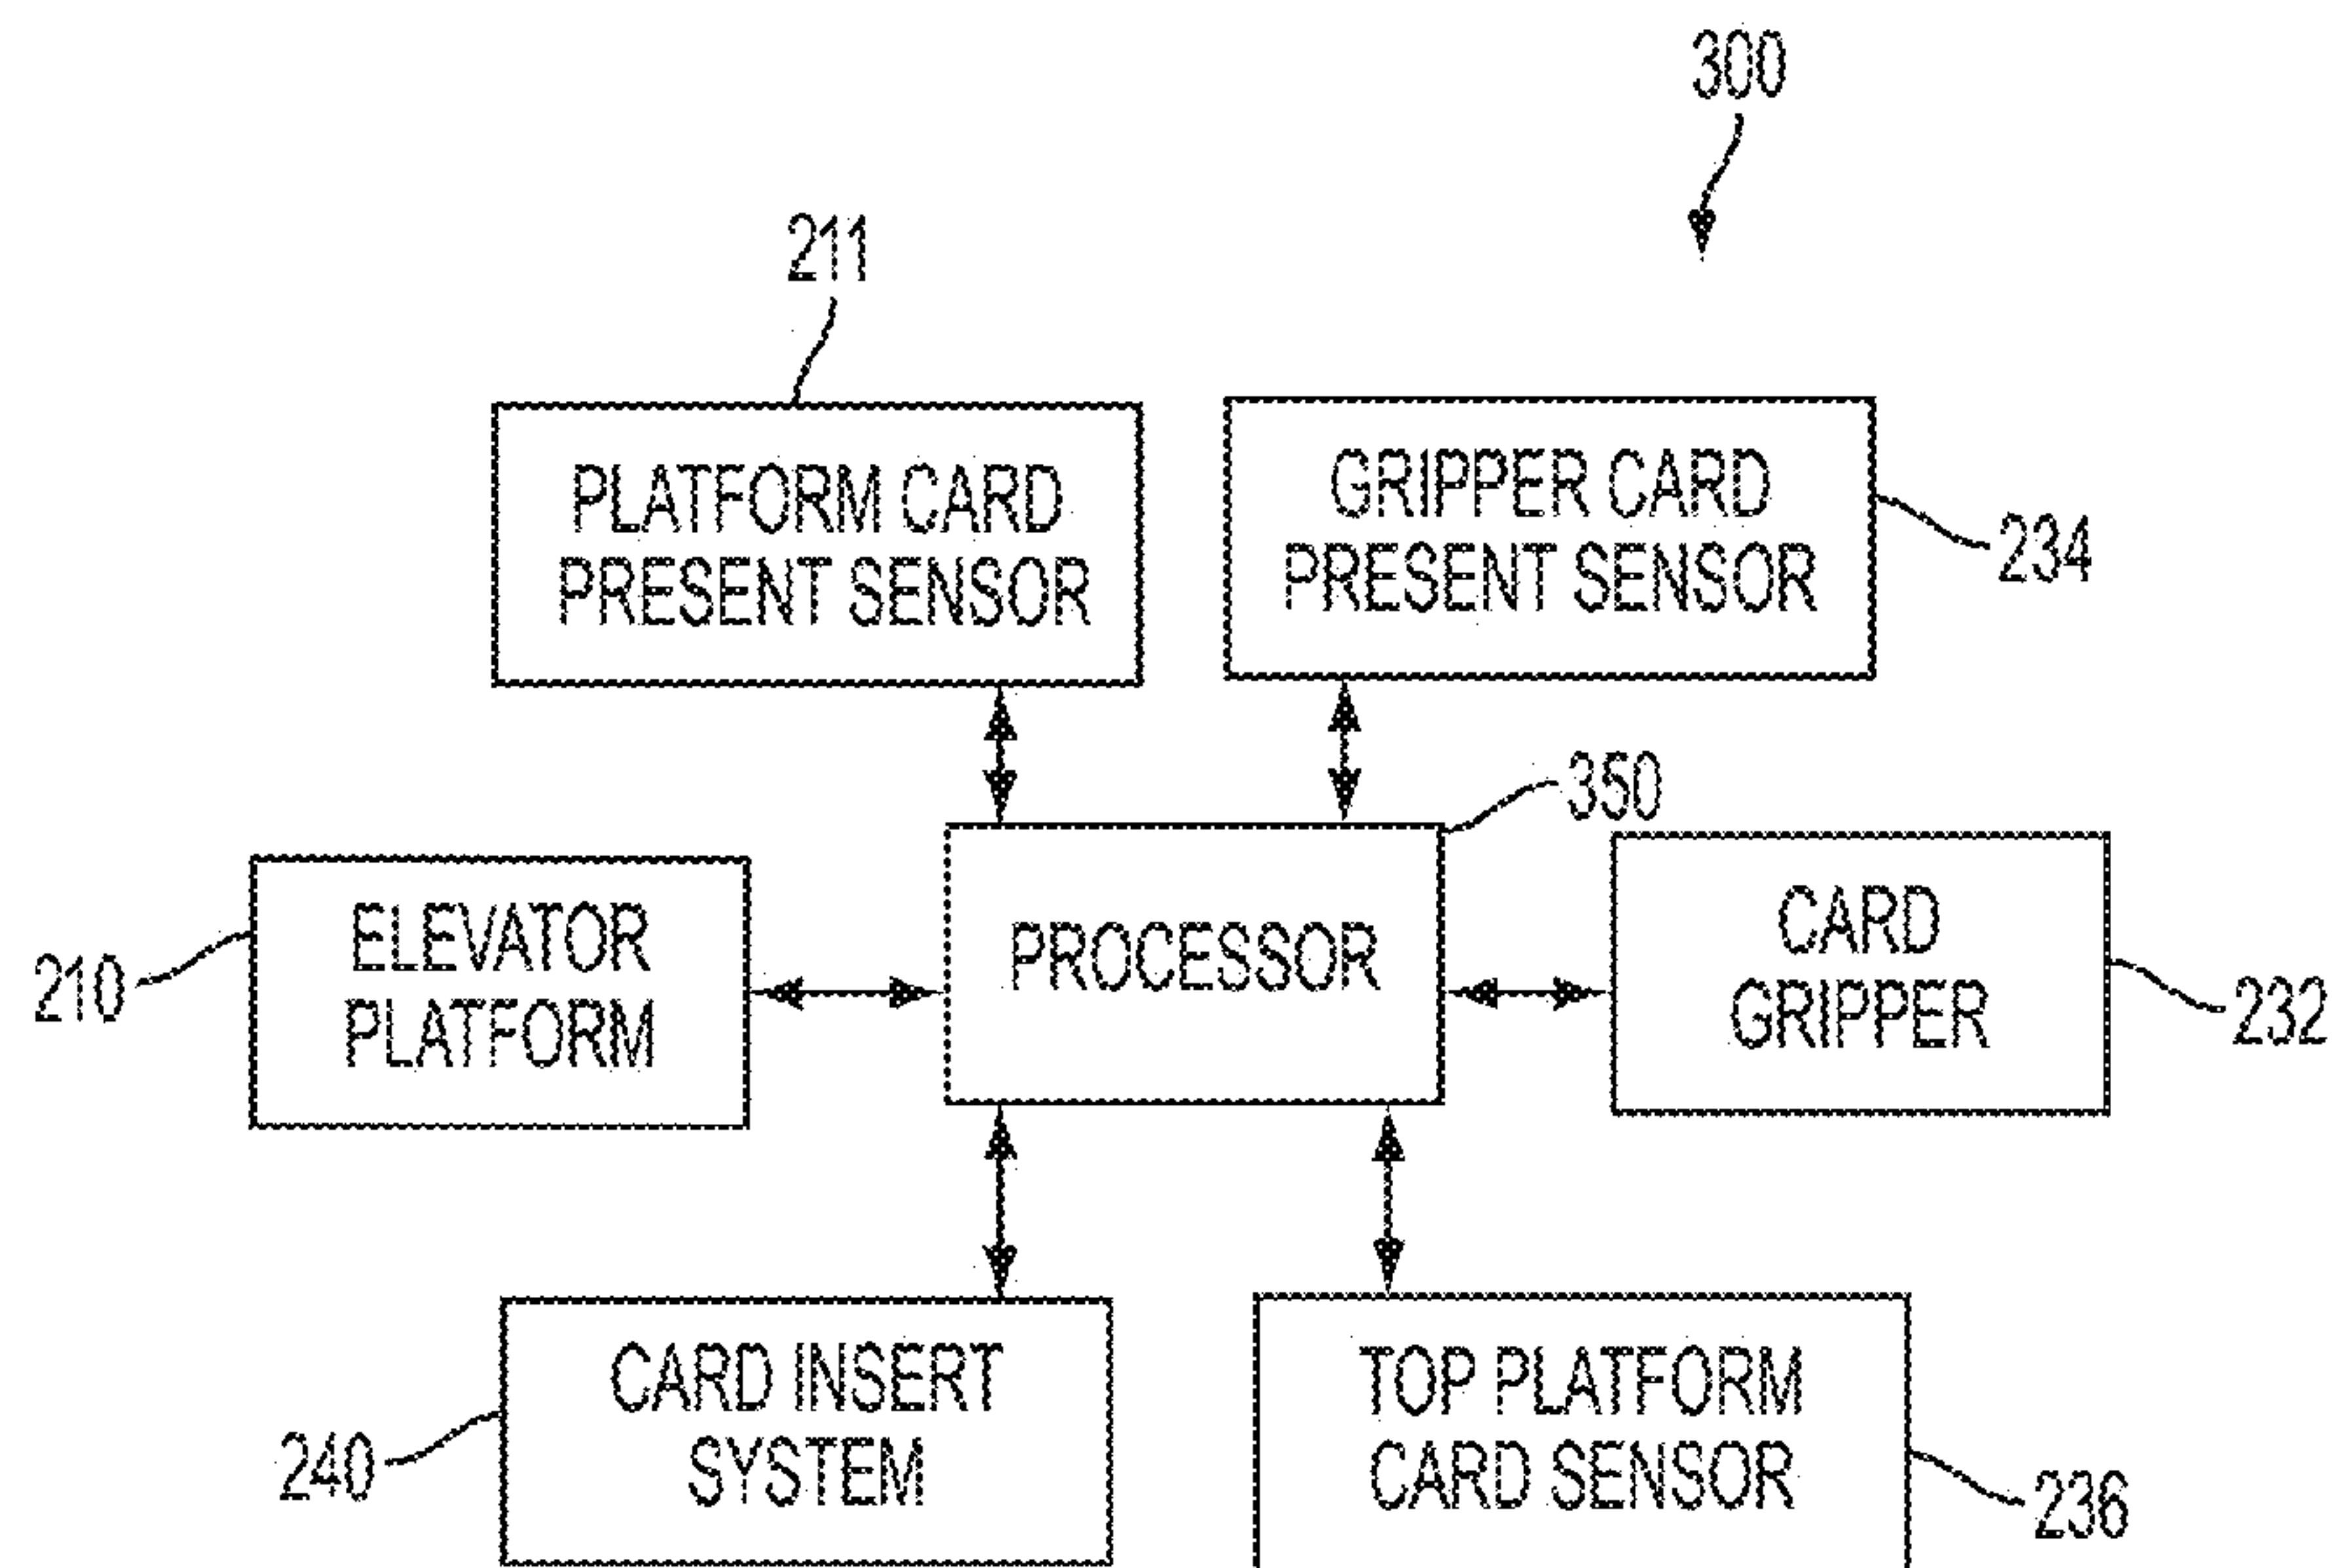 300
211
PLATFORM CARD
PRESENT SENSOR
GRIPPER CARD
PRESENT SENSOR
234
350
ELEVATOR
PLATFORM
210
PROCESSOR
CARD
GRIPPER
232
CARD INSERT
SYSTEM
240
TOP PLATFORM
CARD SENSOR
236